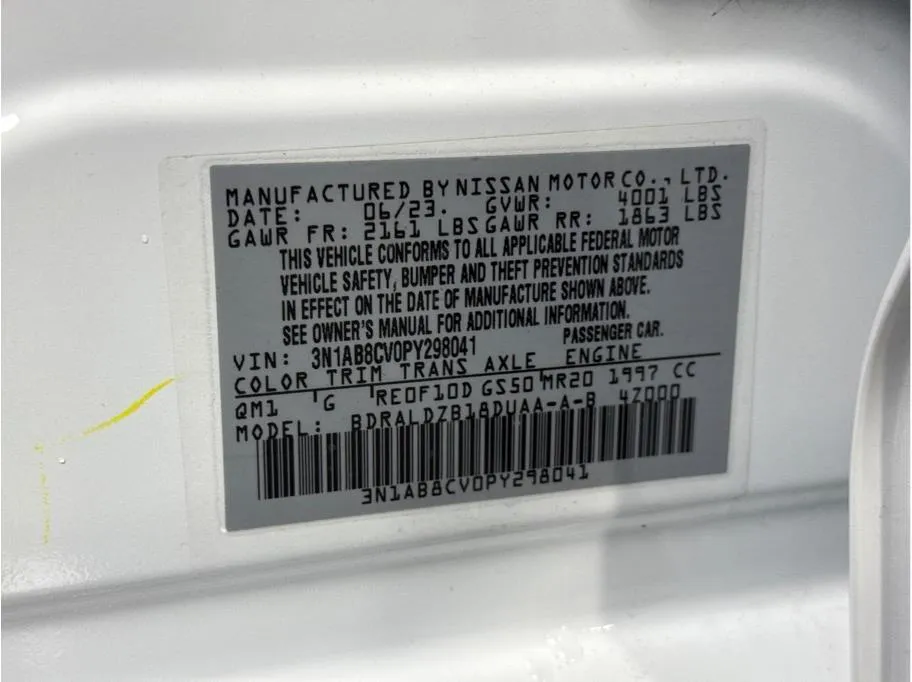 MANUFACTURED BY NISSAN MOTOR CO., LTD.
DATE: 06/23. GVWR: 4001 LBS
GAWR FR: 2161 LBS GAWR RR: 1863 LBS
THIS VEHICLE CONFORMS TO ALL APPLICABLE FEDERAL MOTOR
VEHICLE SAFETY, BUMPER AND THEFT PREVENTION STANDARDS
IN EFFECT ON THE DATE OF MANUFACTURE SHOWN ABOVE.
SEE OWNER'S MANUAL FOR ADDITIONAL INFORMATION.
VIN: 3N1AB8CV0PY298041 PASSENGER CAR.
COLOR TRIM TRANS AXLE ENGINE
QM1 G RE0F10D GS50 MR20 1997 CC
MODEL: BDRALDZB18DUAA-A-B 4Z000
3N1AB8CV0PY298041